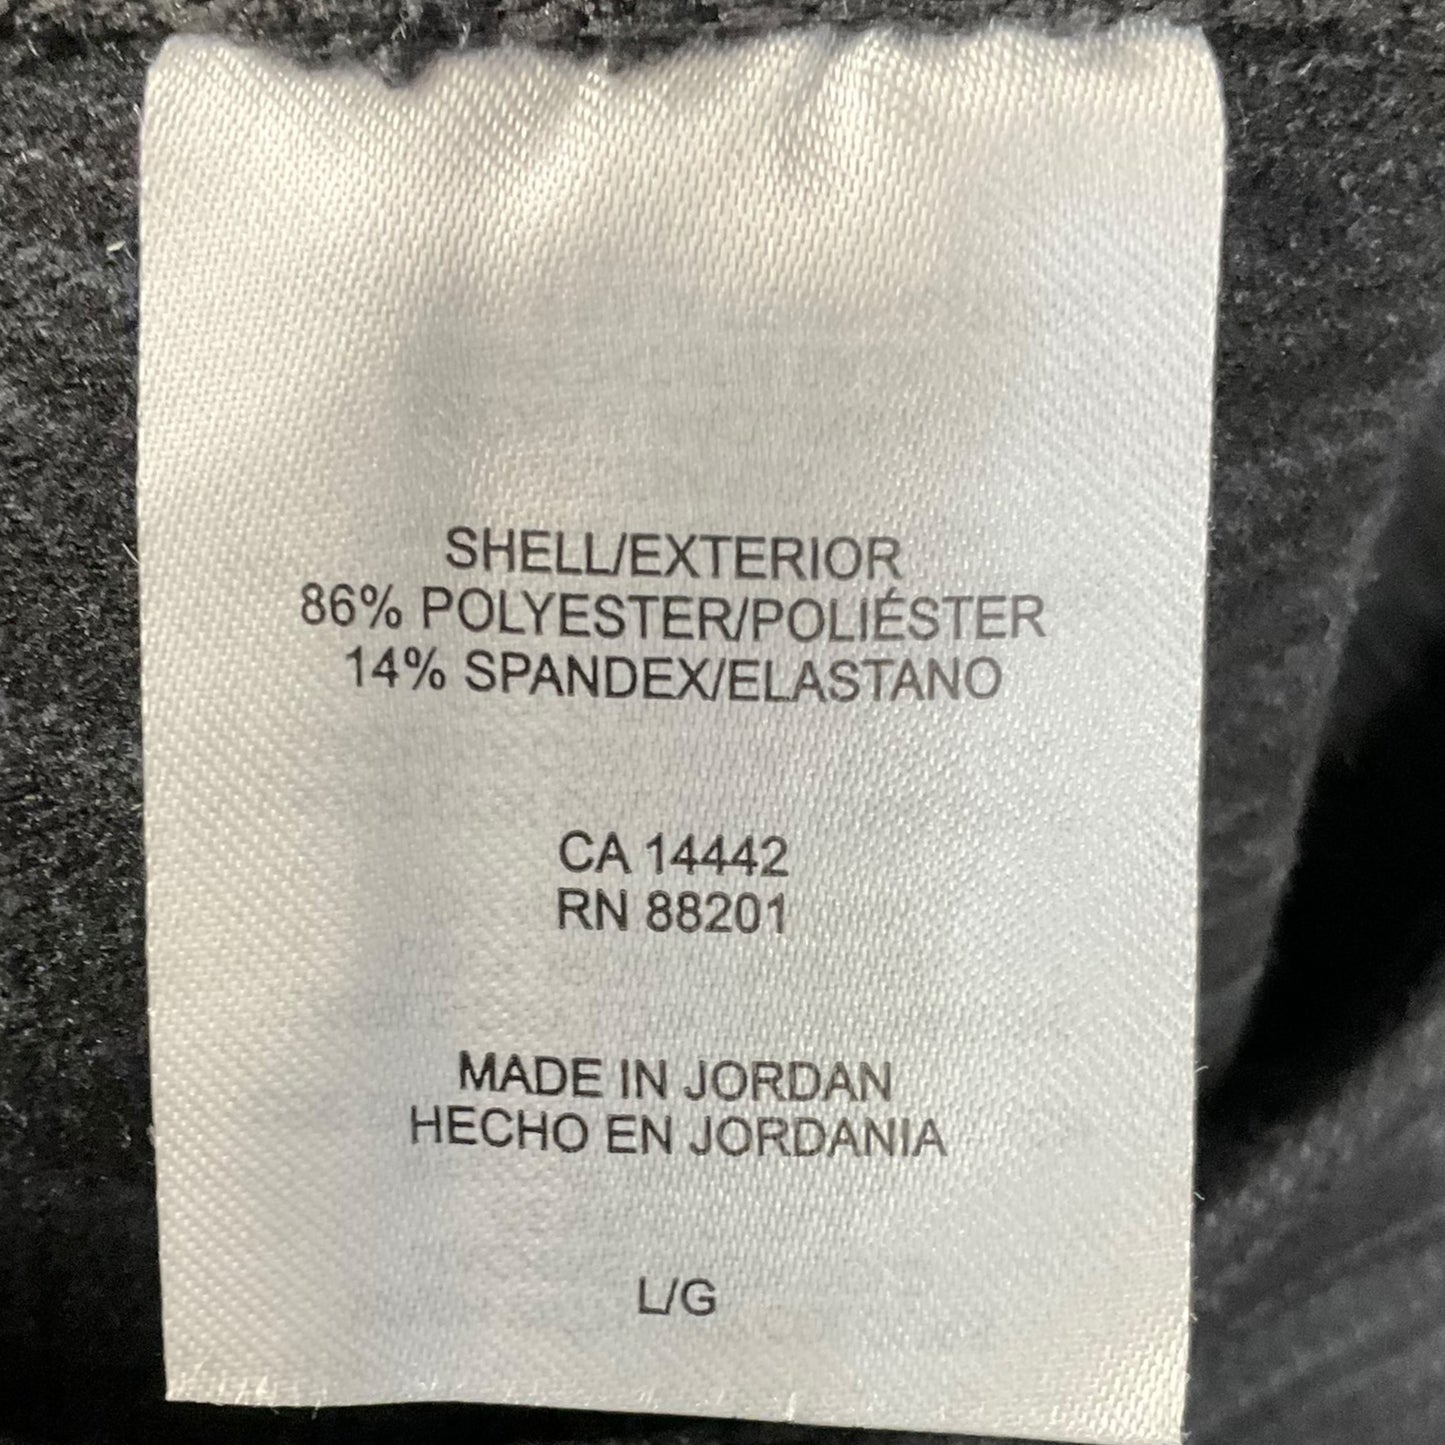 SHELL/EXTERIOR
86% POLYESTER/POLIÉSTER
14% SPANDEX/ELASTANO
CA 14442
RN 88201
MADE IN JORDAN
HECHO EN JORDANIA
L/G